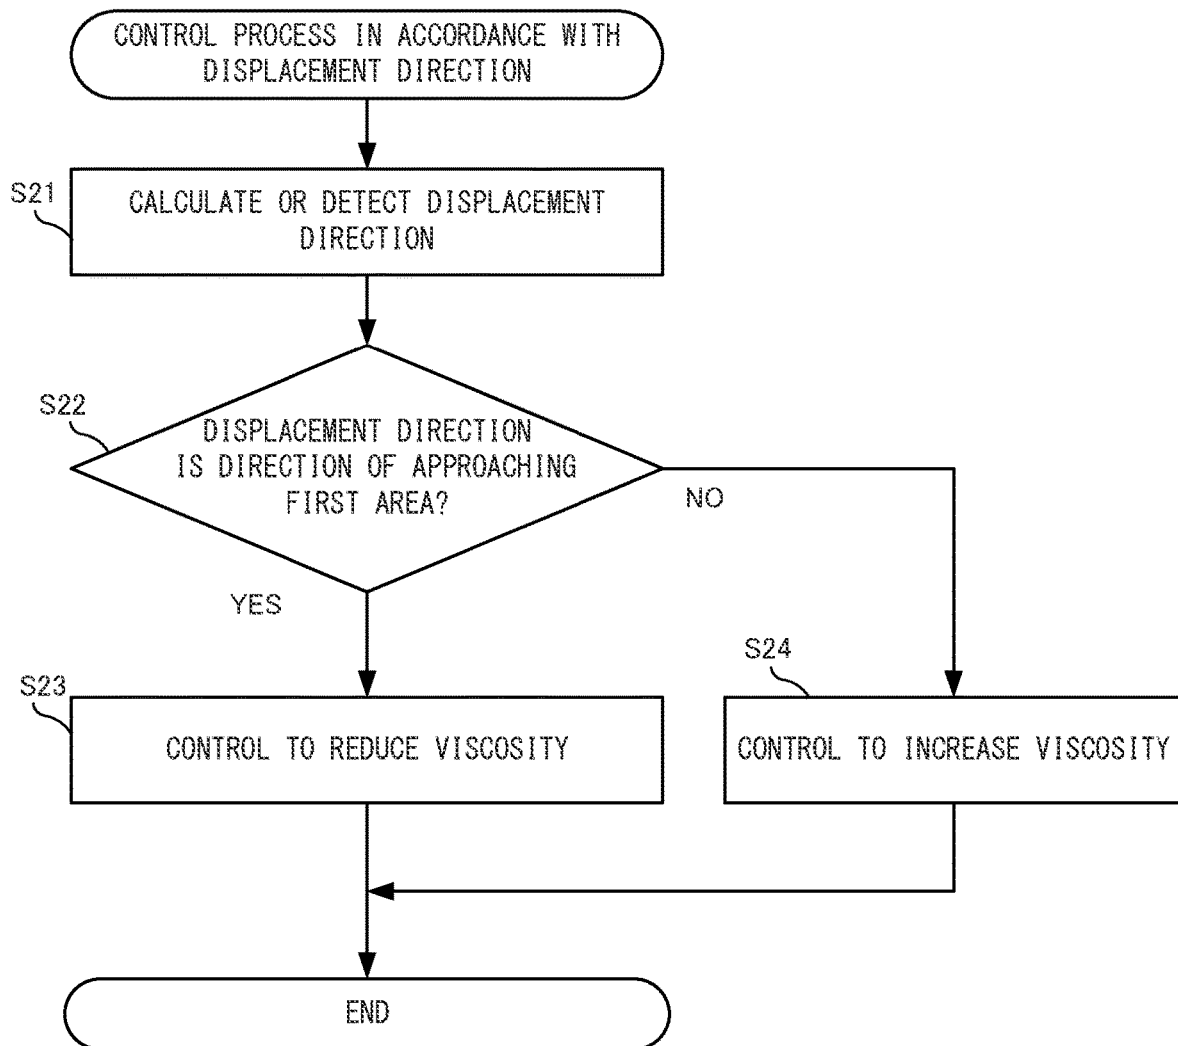 CONTROL PROCESS IN ACCORDANCE WITH
DISPLACEMENT DIRECTION
S21
CALCULATE OR DETECT DISPLACEMENT
DIRECTION
S22
DISPLACEMENT DIRECTION
IS DIRECTION OF APPROACHING
FIRST AREA?
NO
YES
S23
CONTROL TO REDUCE VISCOSITY
S24
CONTROL TO INCREASE VISCOSITY
END